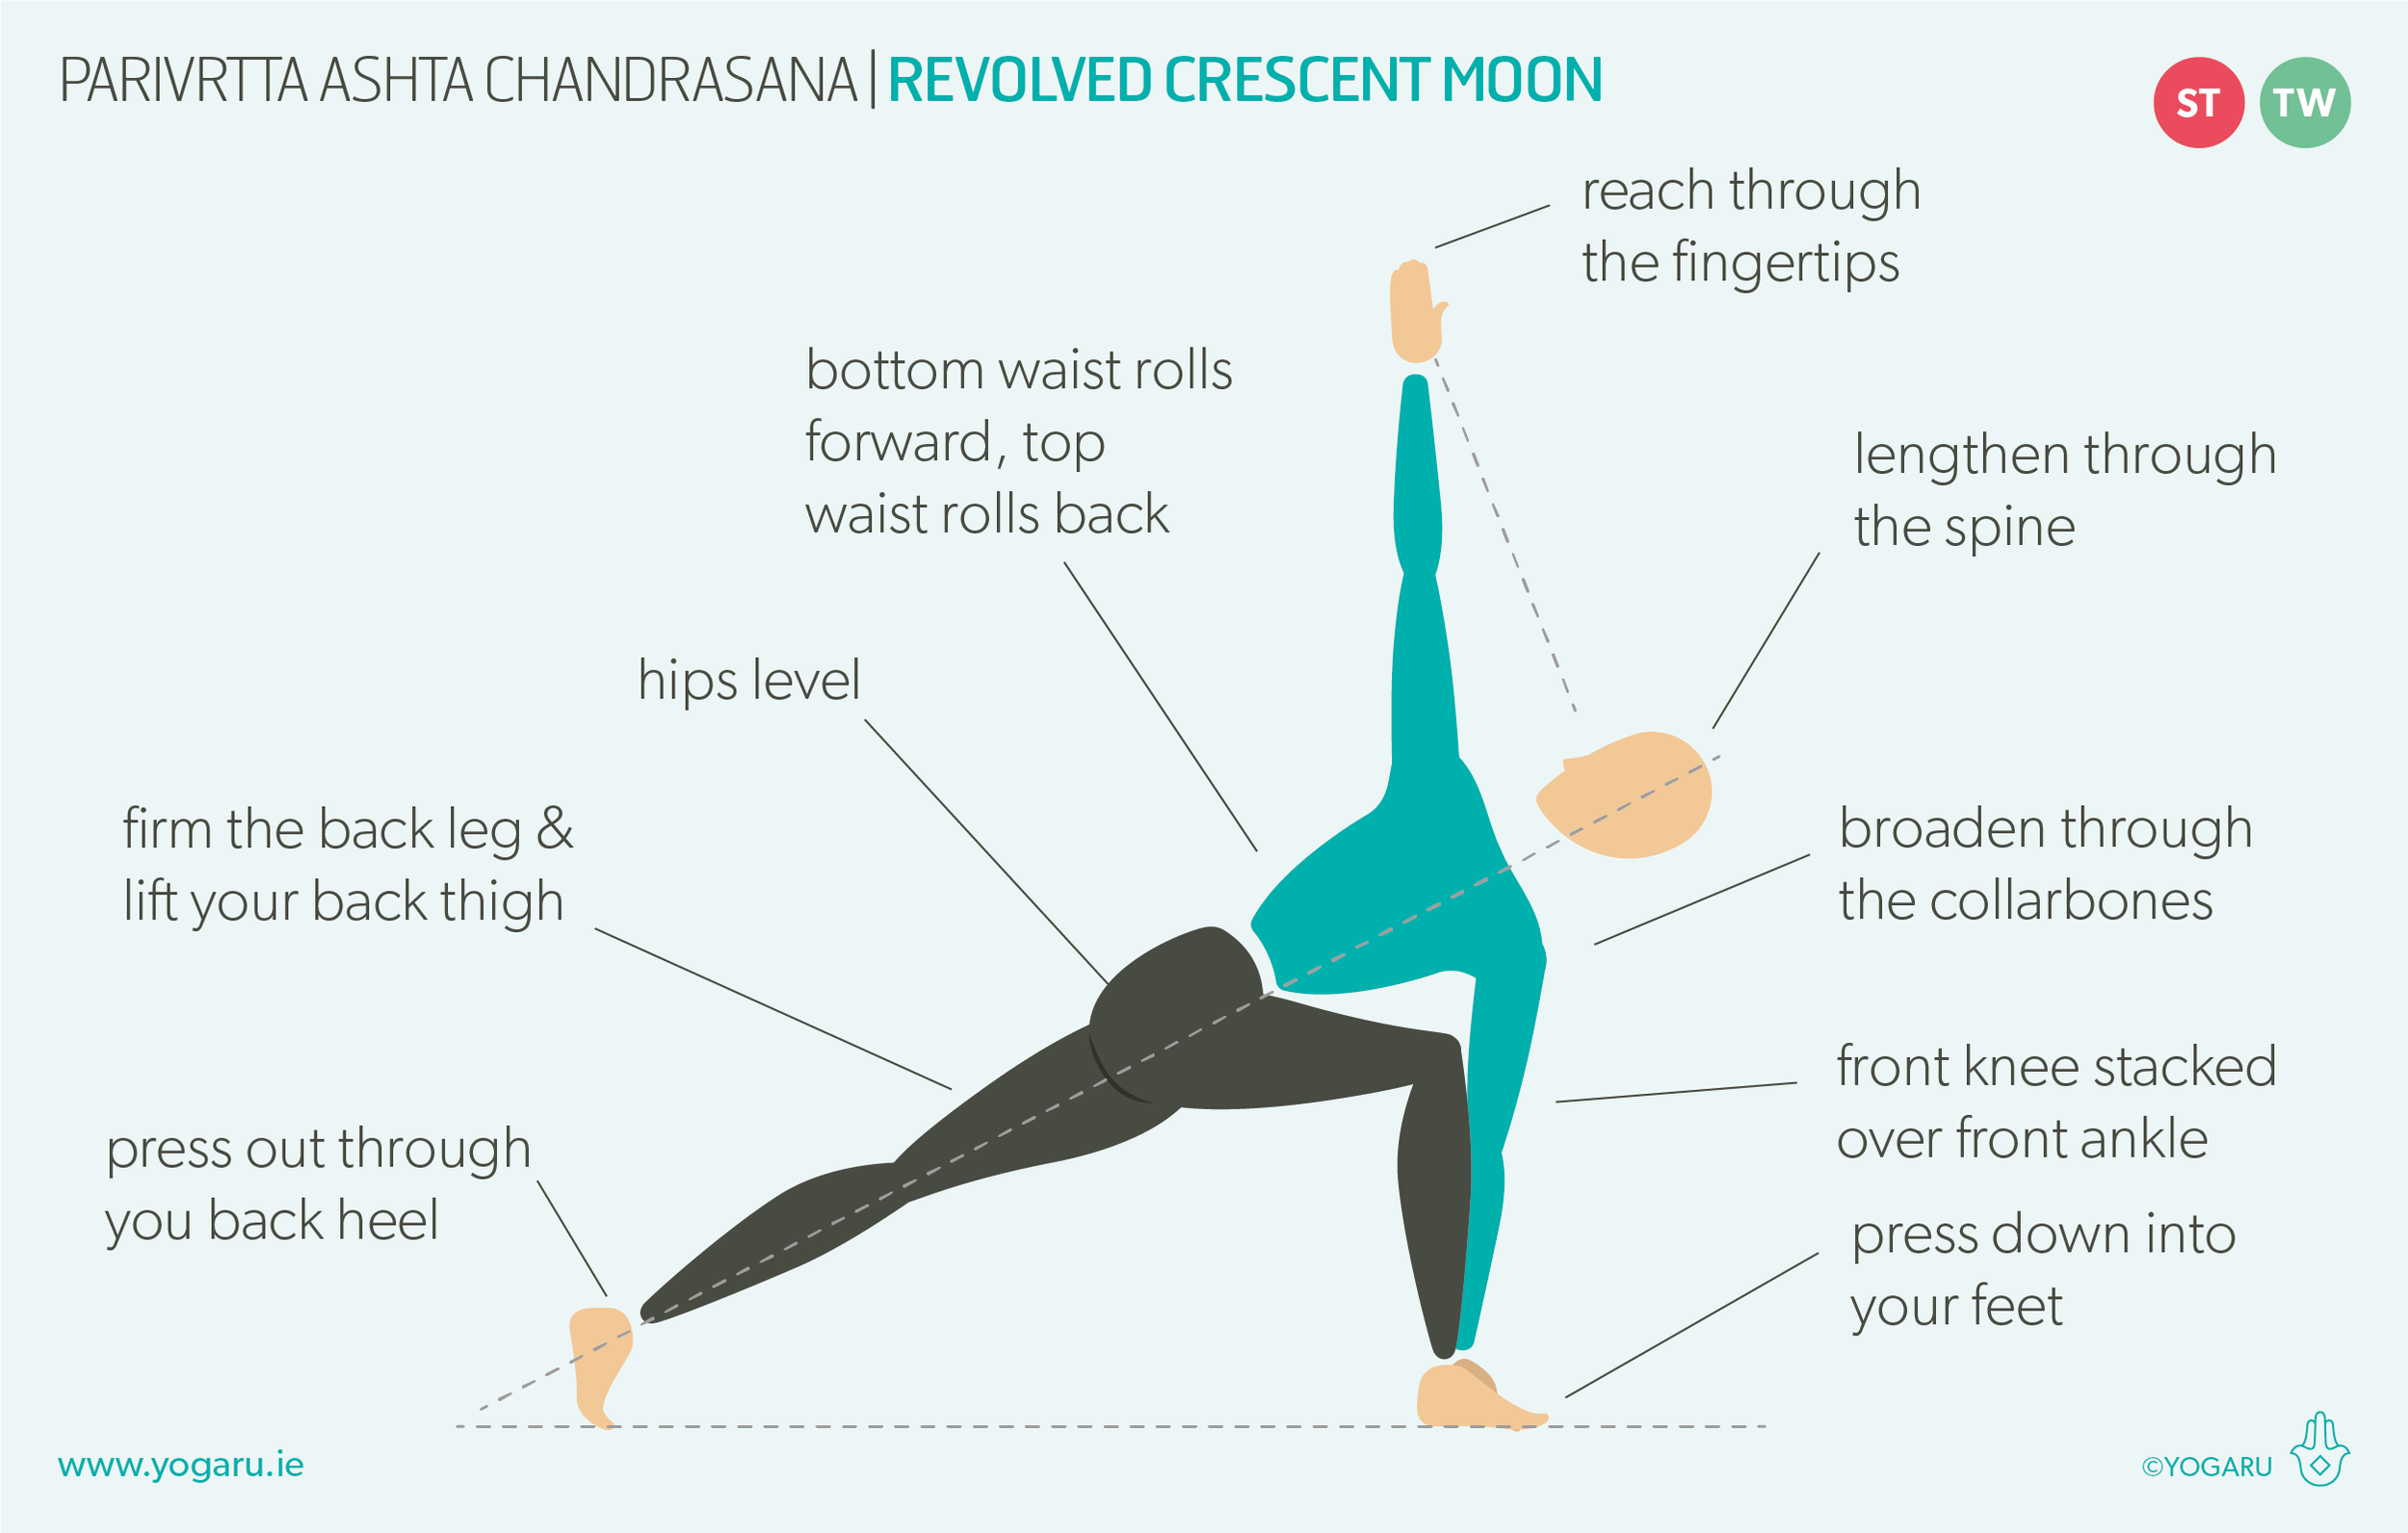 PARIVRTTA ASHTA CHANDRASANA | REVOLVED CRESCENT MOON
ST
TW
reach through
the fingertips
bottom waist rolls
forward, top
waist rolls back
lengthen through
the spine
hips level
firm the back leg &
lift your back thigh
broaden through
the collarbones
front knee stacked
over front ankle
press out through
you back heel
press down into
your feet
www.yogaru.ie
©YOGARU